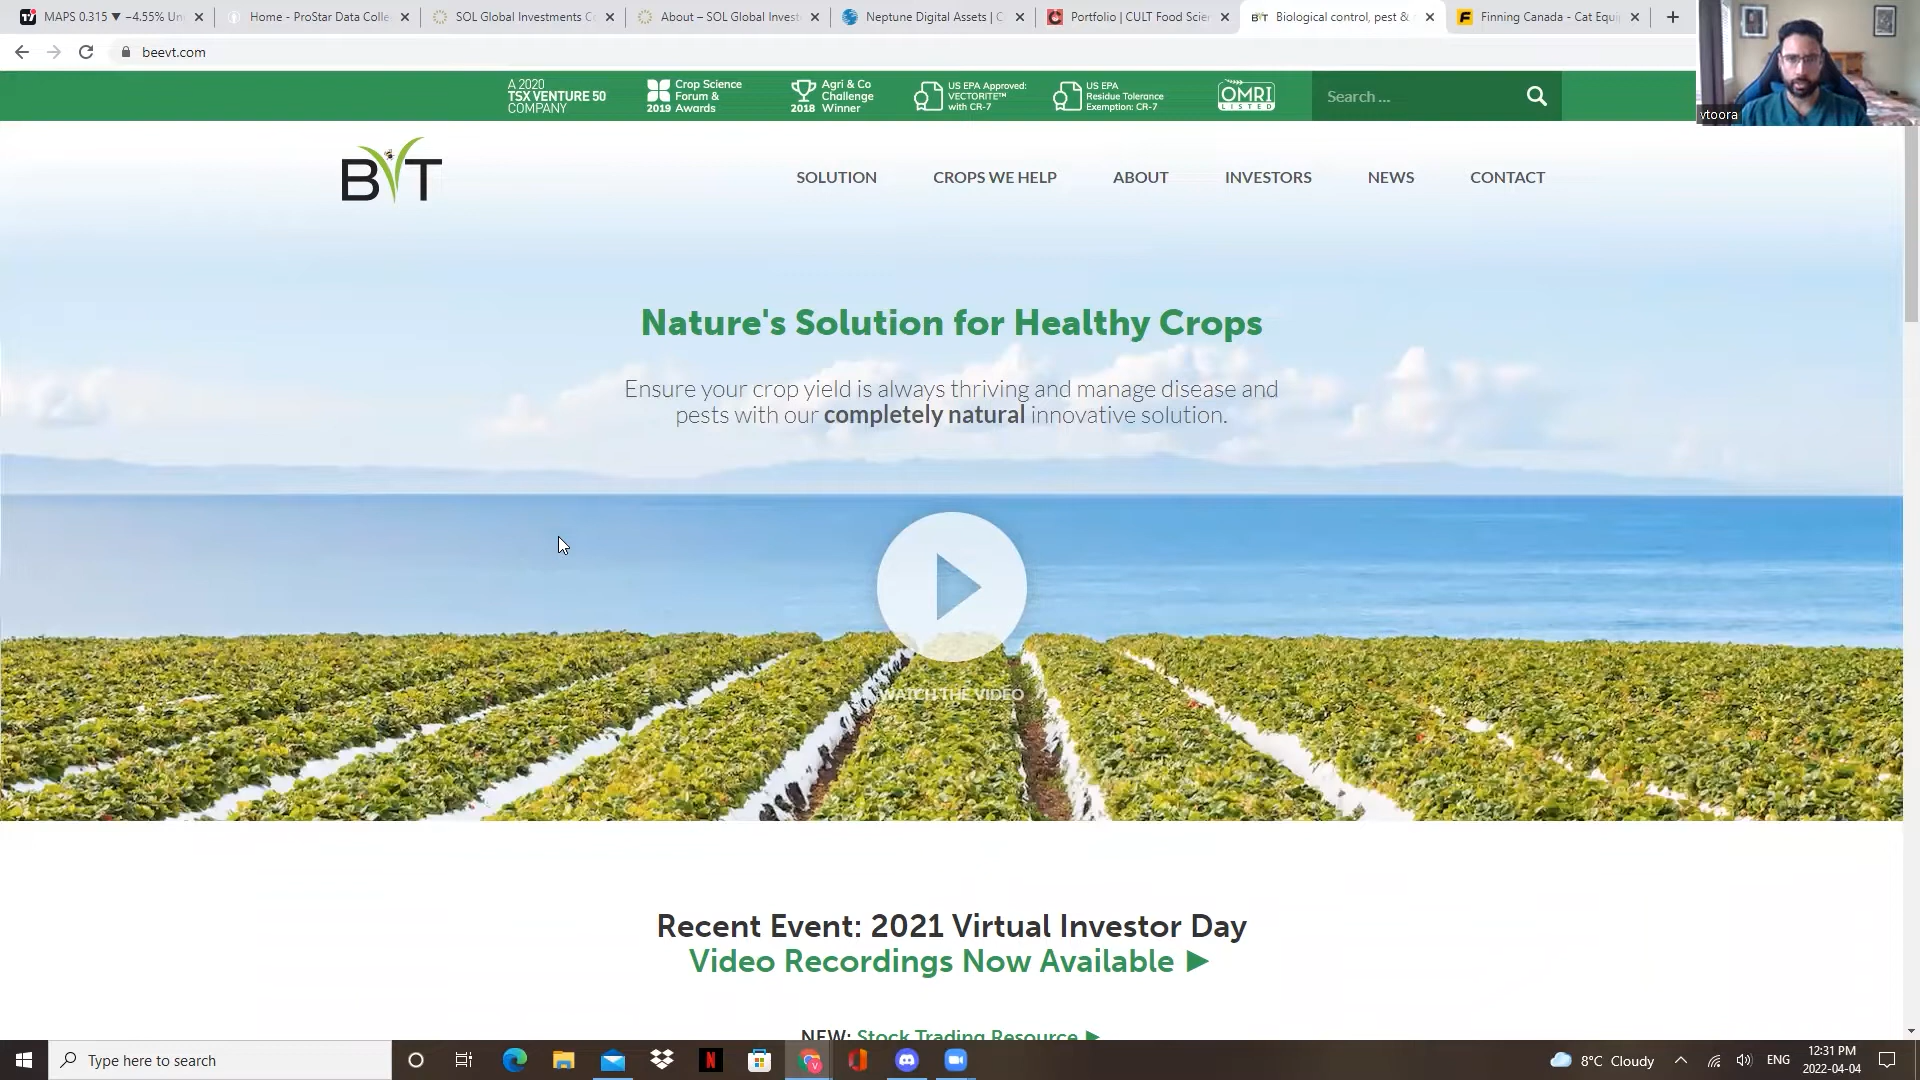 MAPS 0.315 ▼ −4.55% Un
Home - ProStar Data Colle
SOL Global Investments C
About – SOL Global Invest
Neptune Digital Assets | C
Portfolio | CULT Food Scie
BVT
Biological control, pest &
Finning Canada - Cat Equi
beevt.com
A 2020
TSX VENTURE 50
COMPANY
Crop Science
Forum &
2019 Awards
Agri & Co
Challenge
2018 Winner
US EPA Approved:
VECTORITE™
with CR-7
US EPA
Residue Tolerance
Exemption: CR-7
OMRI
LISTED
Search ...
vtoora
BVT
SOLUTION
CROPS WE HELP
ABOUT
INVESTORS
NEWS
CONTACT
Nature's Solution for Healthy Crops
Ensure your crop yield is always thriving and manage disease and
pests with our completely natural innovative solution.
WATCH THE VIDEO
Recent Event: 2021 Virtual Investor Day
Video Recordings Now Available ►
NEW: Stock Trading Resource ►
Type here to search
8°C Cloudy
ENG
12:31 PM
2022-04-04